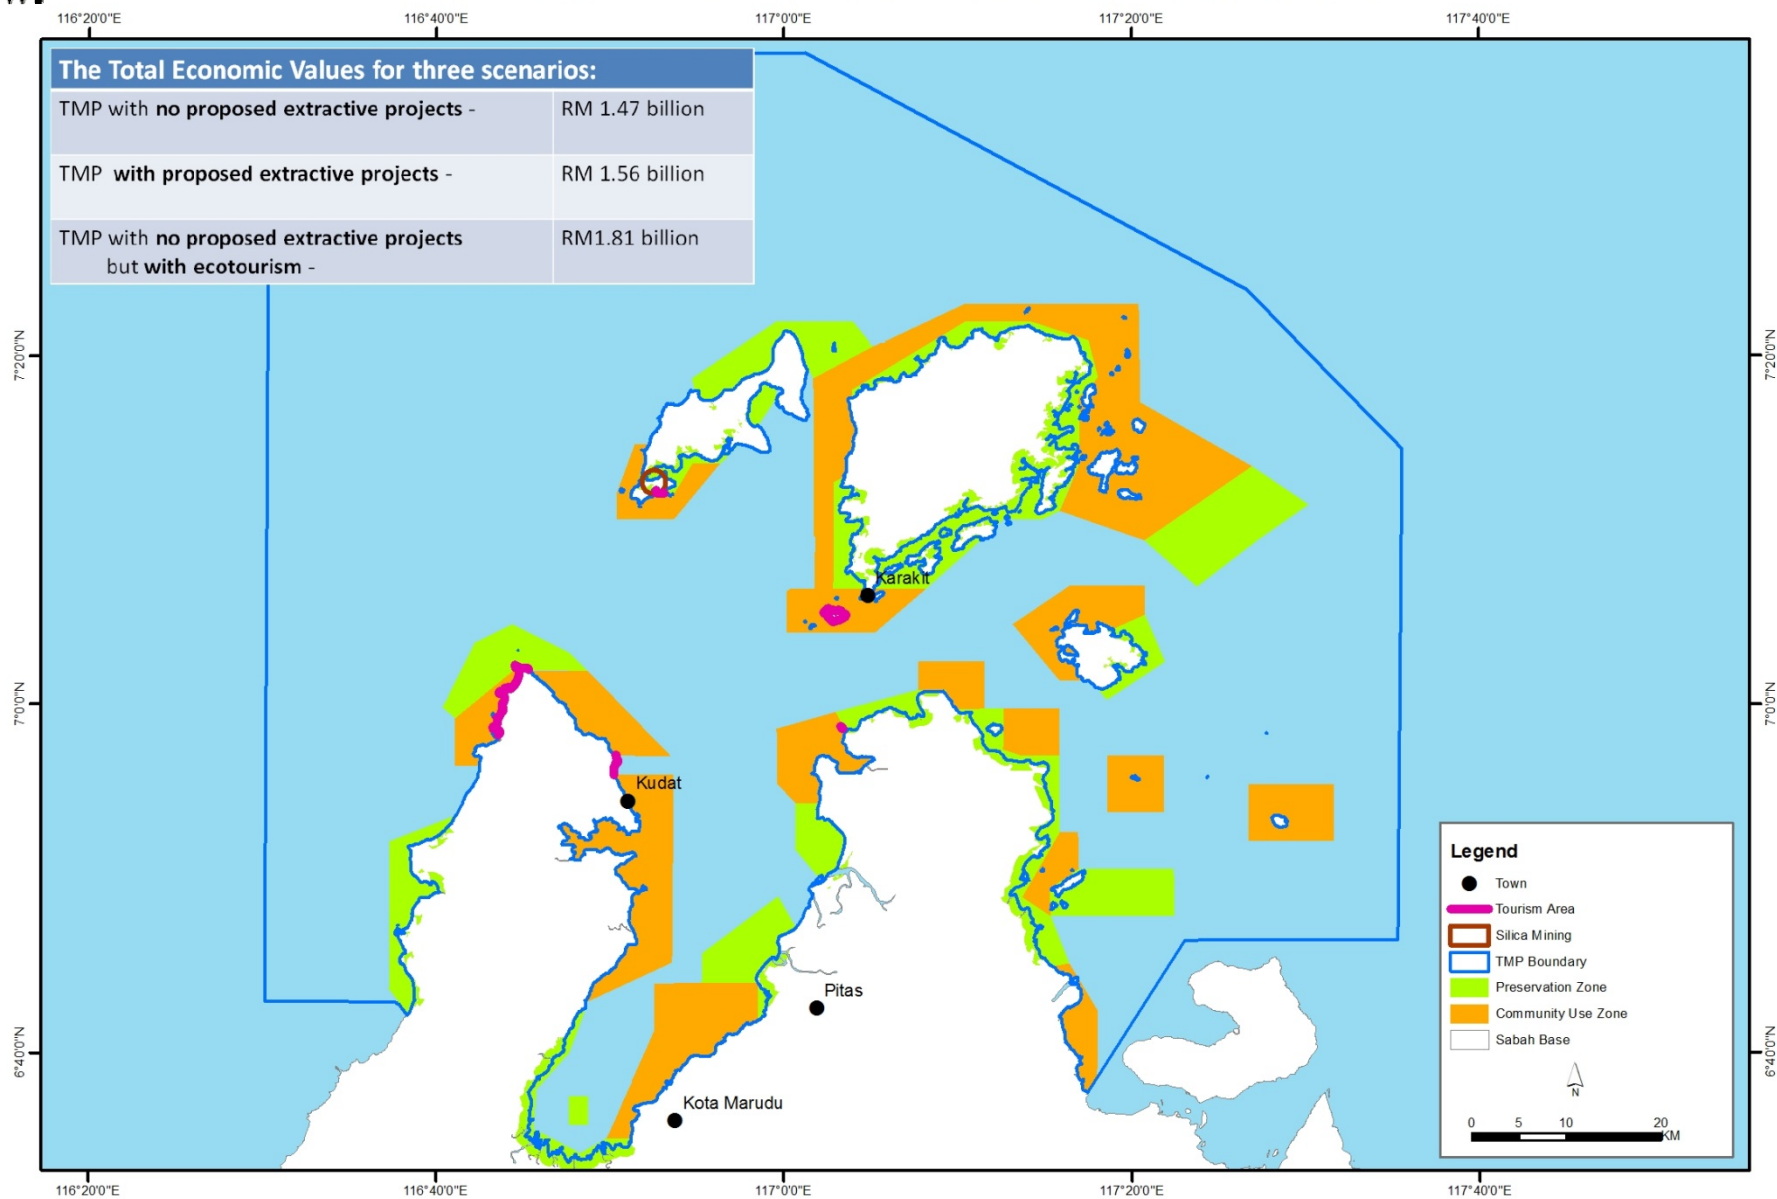 116°20'0"E 116°40'0"E 117°0'0"E 117°20'0"E 117°40'0"E
The Total Economic Values for three scenarios:
TMP with no proposed extractive projects - RM 1.47 billion
TMP with proposed extractive projects - RM 1.56 billion
TMP with no proposed extractive projects RM1.81 billion
but with ecotourism -
7°20'0"N 7°20'0"N
Karakit
7°0'0"N 7°0'0"N
Kudat
Pitas
Kota Marudu
6°40'0"N 6°40'0"N
Legend
Town
Tourism Area
Silica Mining
TMP Boundary
Preservation Zone
Community Use Zone
Sabah Base
N
0 5 10 20
KM
116°20'0"E 116°40'0"E 117°0'0"E 117°20'0"E 117°40'0"E